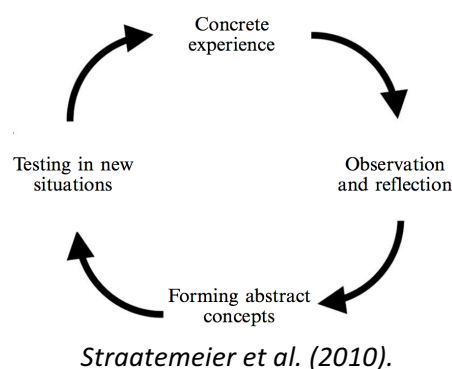 Concrete
experience
Testing in new
situations
Observation
and reflection
Forming abstract
concepts
Straatemeier et al. (2010).